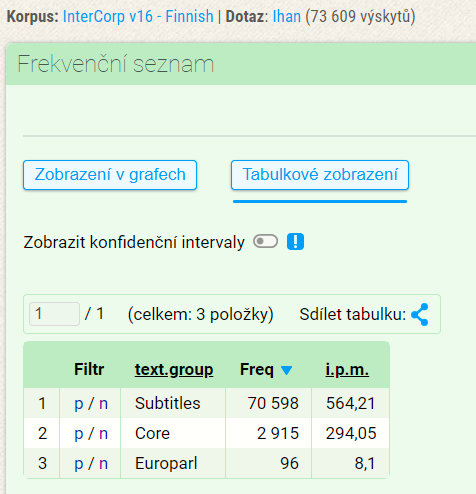 Korpus: InterCorp v16 - Finnish | Dotaz: Ihan (73 609 výskytů)
Frekvenční seznam
Zobrazení v grafech Tabulkové zobrazení
Zobrazit konfidenční intervaly !
1 / 1 (celkem: 3 položky) Sdílet tabulku:
Filtr text.group Freq i.p.m.
1 p / n Subtitles 70 598 564,21
2 p / n Core 2 915 294,05
3 p / n Europarl 96 8,1